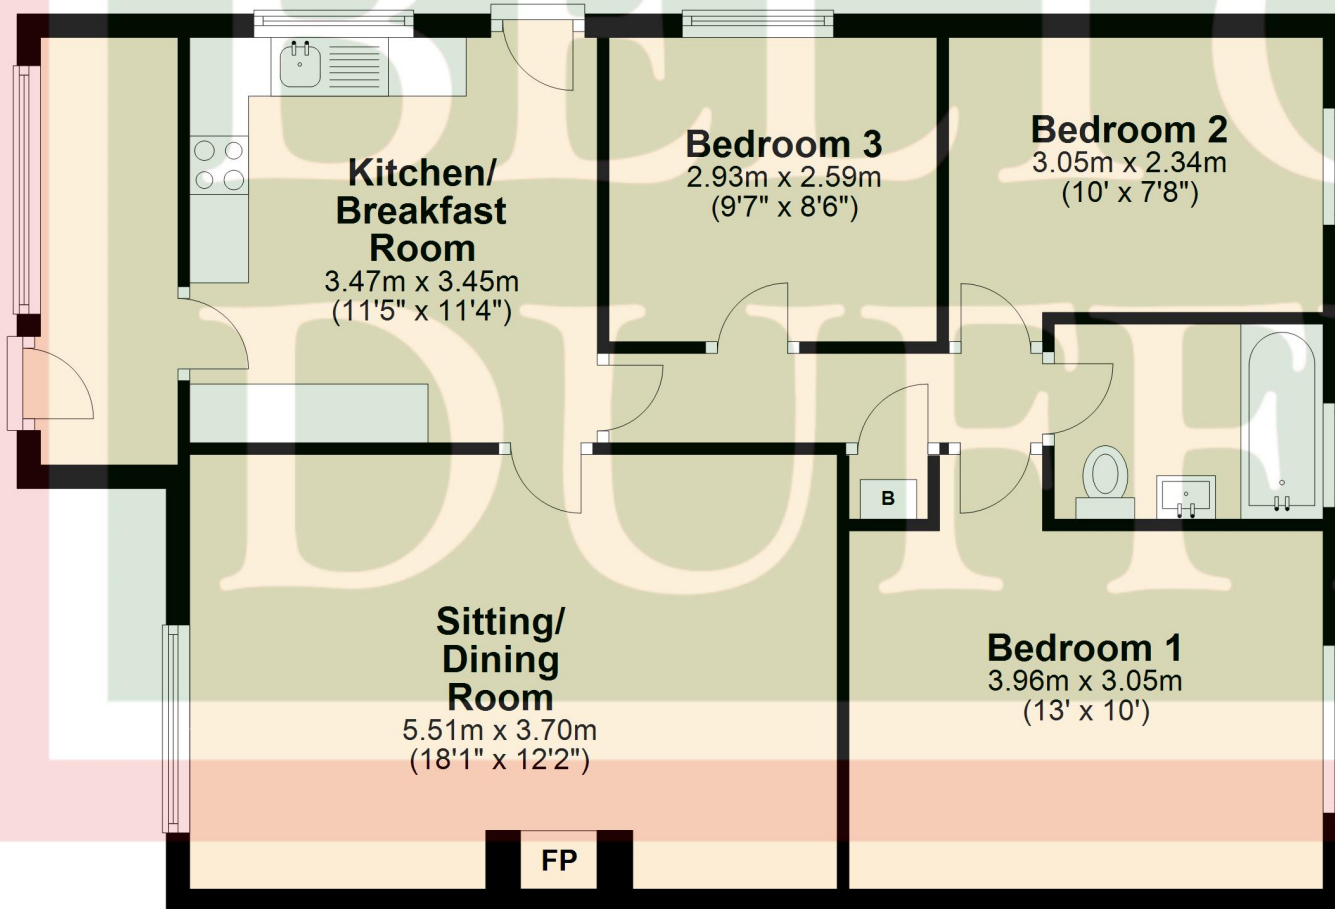 Kitchen/
Breakfast
Room
3.47m x 3.45m
(11'5" x 11'4")
Bedroom 3
2.93m x 2.59m
(9'7" x 8'6")
Bedroom 2
3.05m x 2.34m
(10' x 7'8")
B
Sitting/
Dining
Room
5.51m x 3.70m
(18'1" x 12'2")
Bedroom 1
3.96m x 3.05m
(13' x 10')
FP
DUFF